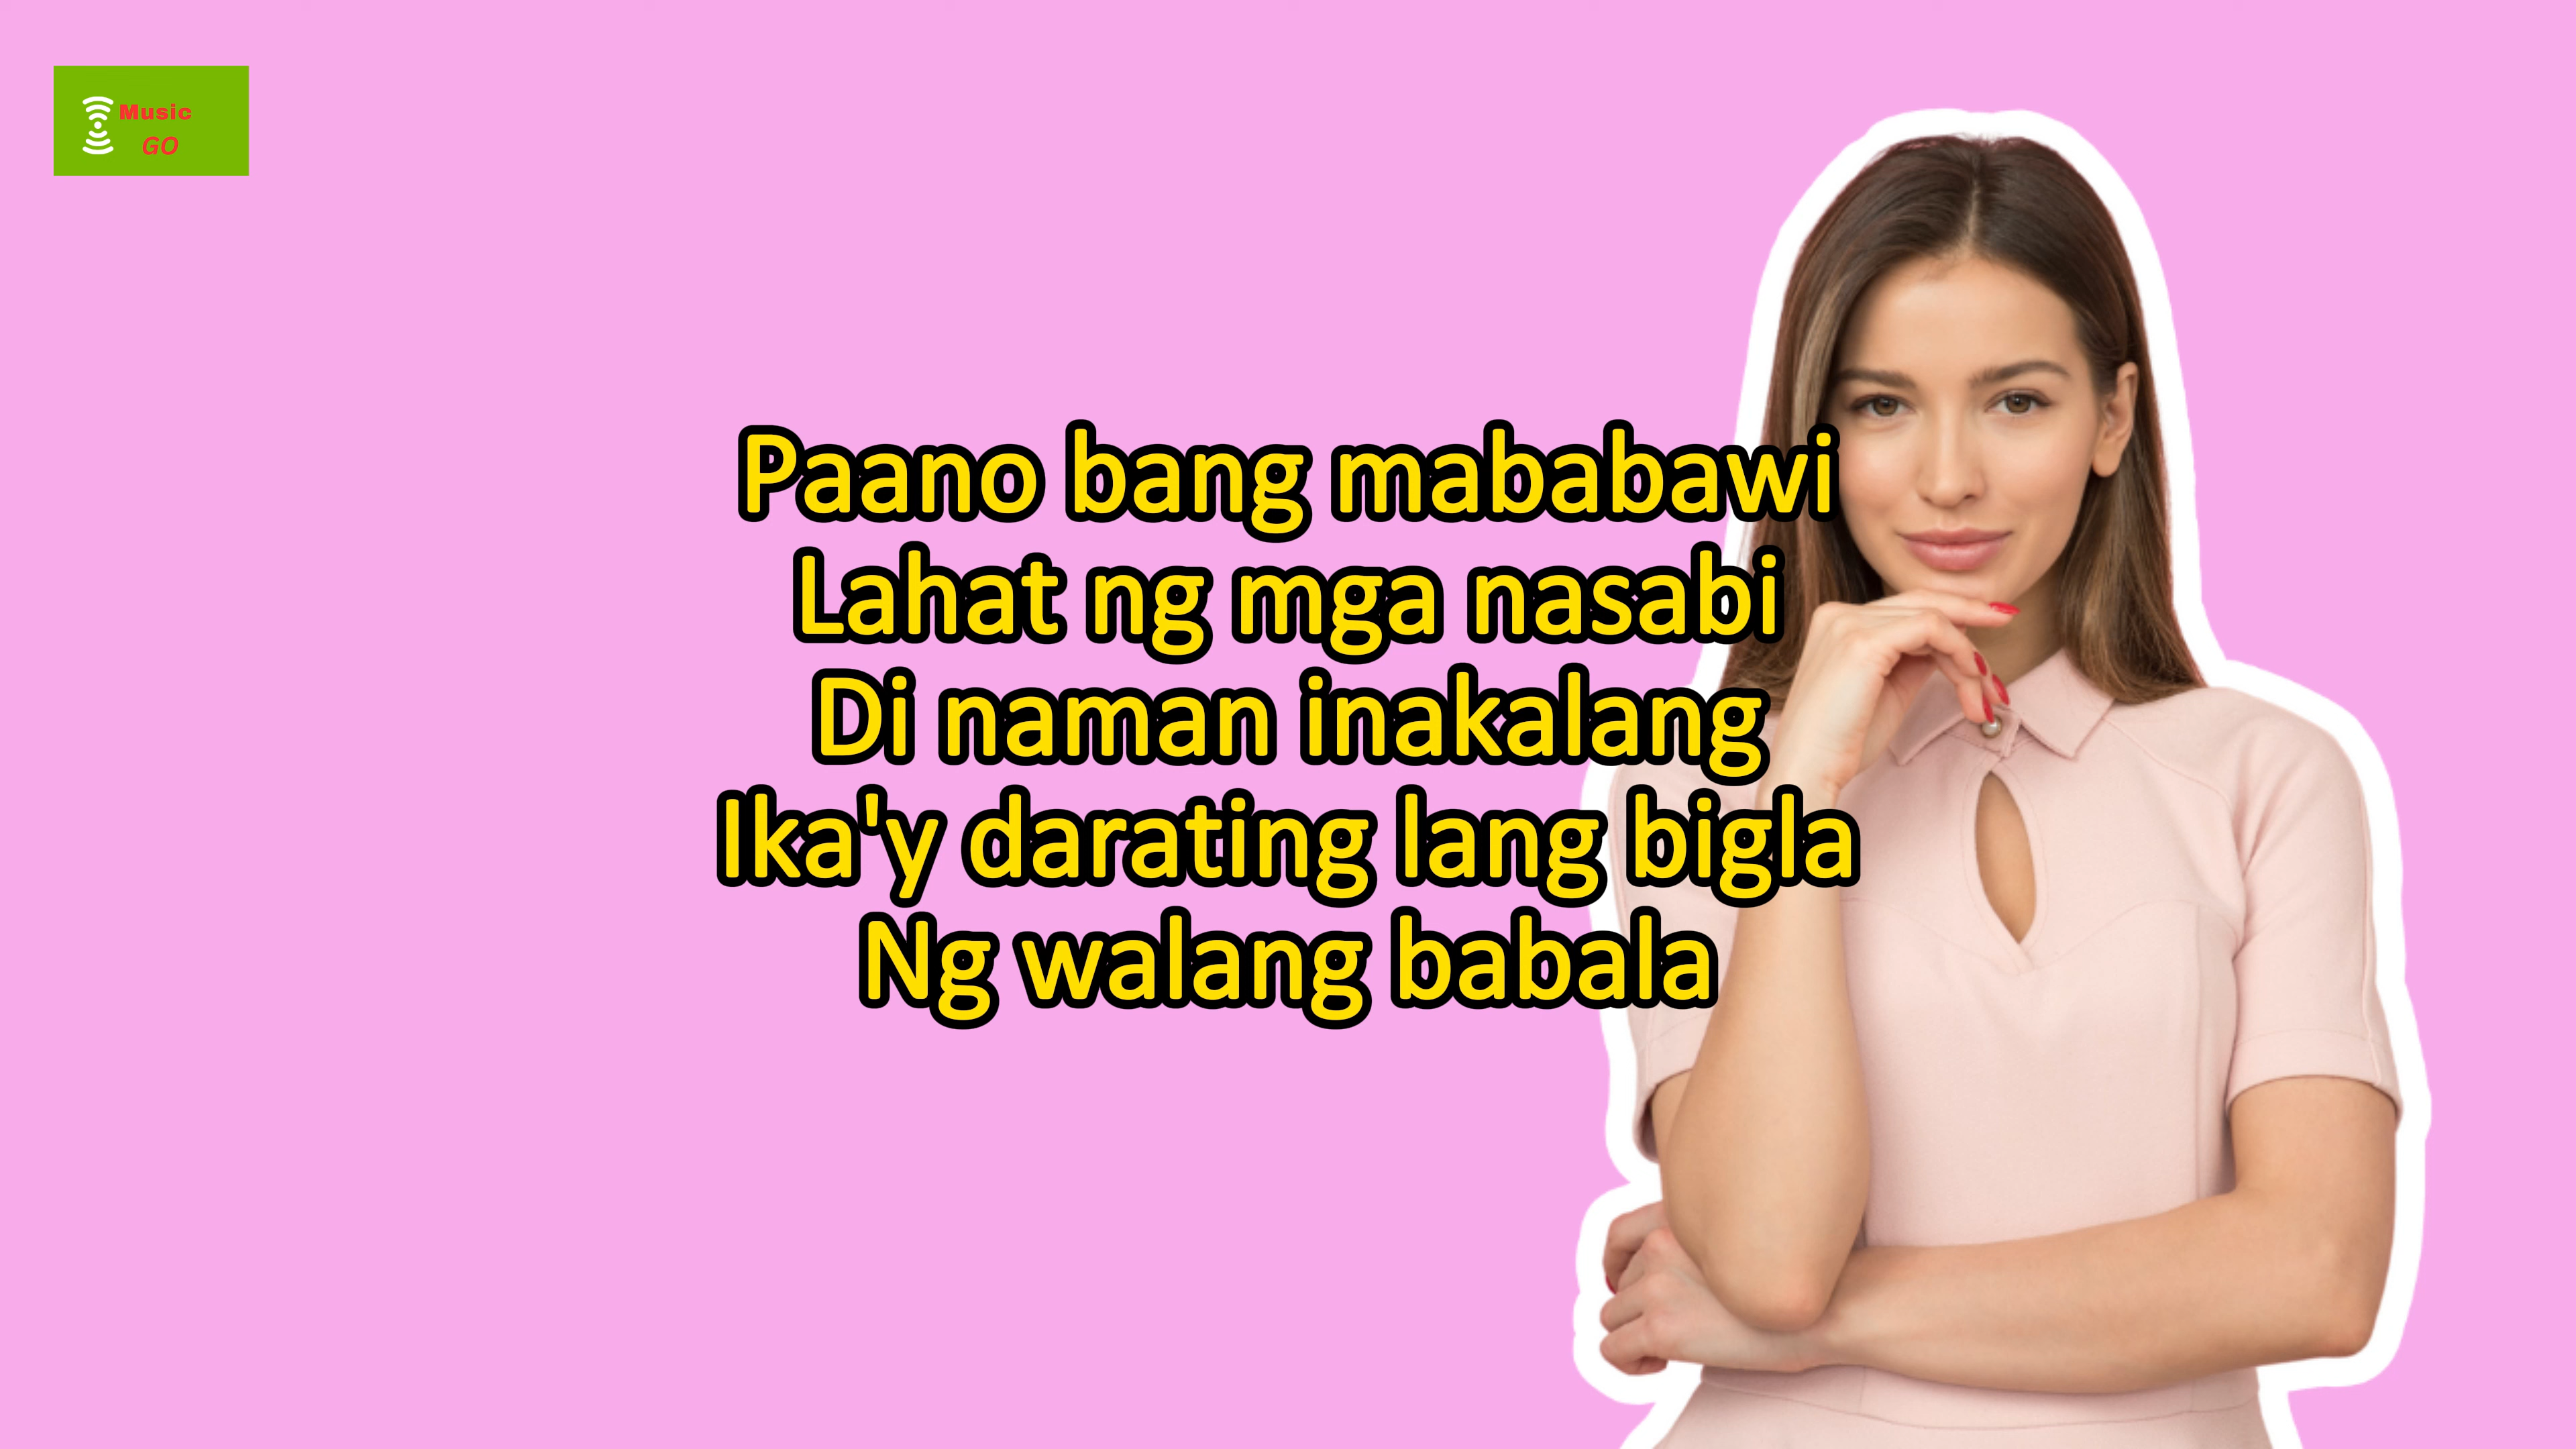 Music
GO
Paano bang mababawi
Lahat ng mga nasabi
Di naman inakalang
Ika'y darating lang bigla
Ng walang babala